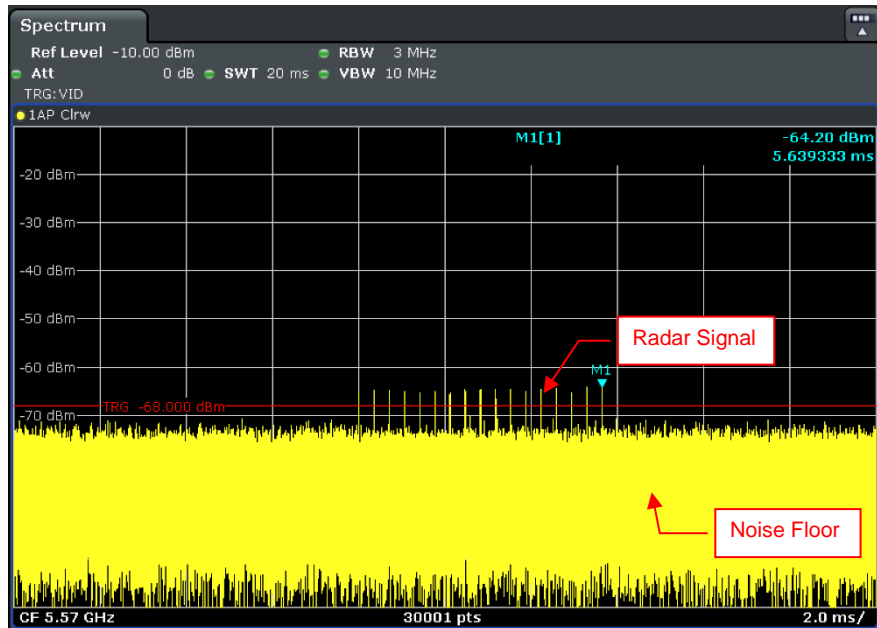 Spectrum
Ref Level -10.00 dBm RBW 3 MHz
Att 0 dB SWT 20 ms VBW 10 MHz
TRG:VID
1AP Clrw
M1[1] -64.20 dBm
5.639333 ms
-20 dBm
-30 dBm
-40 dBm
-50 dBm
Radar Signal
-60 dBm
M1
TRG -68.000 dBm
-70 dBm
Noise Floor
CF 5.57 GHz 30001 pts 2.0 ms/